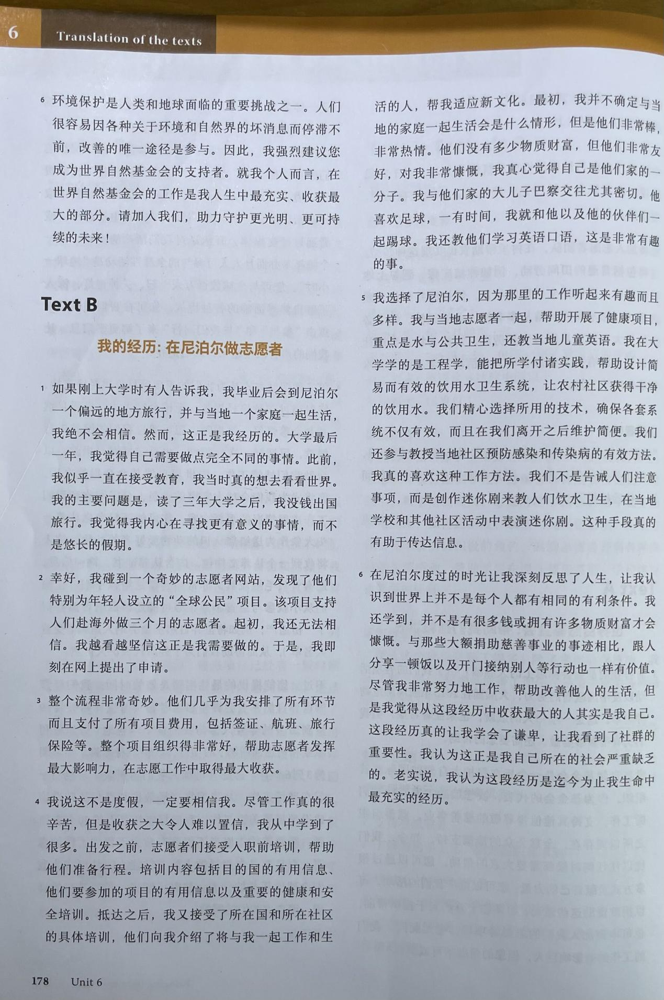 6
Translation of the texts
6 环境保护是人类和地球面临的重要挑战之一。人们
很容易因各种关于环境和自然界的坏消息而停滞不
前，改善的唯一途径是参与。因此，我强烈建议您
成为世界自然基金会的支持者。就我个人而言，在
世界自然基金会的工作是我人生中最充实、收获最
大的部分。请加入我们，助力守护更光明、更可持
续的未来！
Text B
我的经历：在尼泊尔做志愿者
1 如果刚上大学时有人告诉我，我毕业后会到尼泊尔
一个偏远的地方旅行，并与当地一个家庭一起生活，
我绝不会相信。然而，这正是我经历的。大学最后
一年，我觉得自己需要做点完全不同的事情。此前，
我似乎一直在接受教育，我当时真的想去看看世界。
我的主要问题是，读了三年大学之后，我没钱出国
旅行。我觉得我内心在寻找更有意义的事情，而不
是悠长的假期。
2 幸好，我碰到一个奇妙的志愿者网站，发现了他们
特别为年轻人设立的“全球公民”项目。该项目支持
人们赴海外做三个月的志愿者。起初，我还无法相
信。我越看越坚信这正是我需要做的。于是，我即
刻在网上提出了申请。
3 整个流程非常奇妙。他们几乎为我安排了所有环节
而且支付了所有项目费用，包括签证、航班、旅行
保险等。整个项目组织得非常好，帮助志愿者发挥
最大影响力，在志愿工作中取得最大收获。
4 我说这不是度假，一定要相信我。尽管工作真的很
辛苦，但是收获之大令人难以置信，我从中学到了
很多。出发之前，志愿者们接受入职前培训，帮助
他们准备行程。培训内容包括目的国的有用信息、
他们要参加的项目的有用信息以及重要的健康和安
全培训。抵达之后，我又接受了所在国和所在社区
的具体培训，他们向我介绍了将与我一起工作和生
活的人，帮我适应新文化。最初，我并不确定与当
地的家庭一起生活会是什么情形，但是他们非常棒，
非常热情。他们没有多少物质财富，但他们非常友
好，对我非常慷慨，我真心觉得自己是他们家的一
分子。我与他们家的大儿子巴察交往尤其密切。他
喜欢足球，一有时间，我就和他以及他的伙伴们一
起踢球。我还教他们学习英语口语，这是非常有趣
的事。
5 我选择了尼泊尔，因为那里的工作听起来有趣而且
多样。我与当地志愿者一起，帮助开展了健康项目，
重点是水与公共卫生，还教当地儿童英语。我在大
学学的是工程学，能把所学付诸实践，帮助设计简
易而有效的饮用水卫生系统，让农村社区获得干净
的饮用水。我们精心选择所用的技术，确保各套系
统不仅有效，而且在我们离开之后维护简便。我们
还参与教授当地社区预防感染和传染病的有效方法。
我真的喜欢这种工作方法。我们不是告诫人们注意
事项，而是创作迷你剧来教人们饮水卫生，在当地
学校和其他社区活动中表演迷你剧。这种手段真的
有助于传达信息。
6 在尼泊尔度过的时光让我深刻反思了人生，让我认
识到世界上并不是每个人都有相同的有利条件。我
还学到，并不是有很多钱或拥有许多物质财富才会
慷慨。与那些大额捐助慈善事业的事迹相比，跟人
分享一顿饭以及开门接纳别人等行动也一样有价值。
尽管我非常努力地工作，帮助改善他人的生活，但
是我觉得从这段经历中收获最大的人其实是我自己。
这段经历真的让我学会了谦卑，让我看到了社群的
重要性。我认为这正是我自己所在的社会严重缺乏
的。老实说，我认为这段经历是迄今为止我生命中
最充实的经历。
178 Unit 6